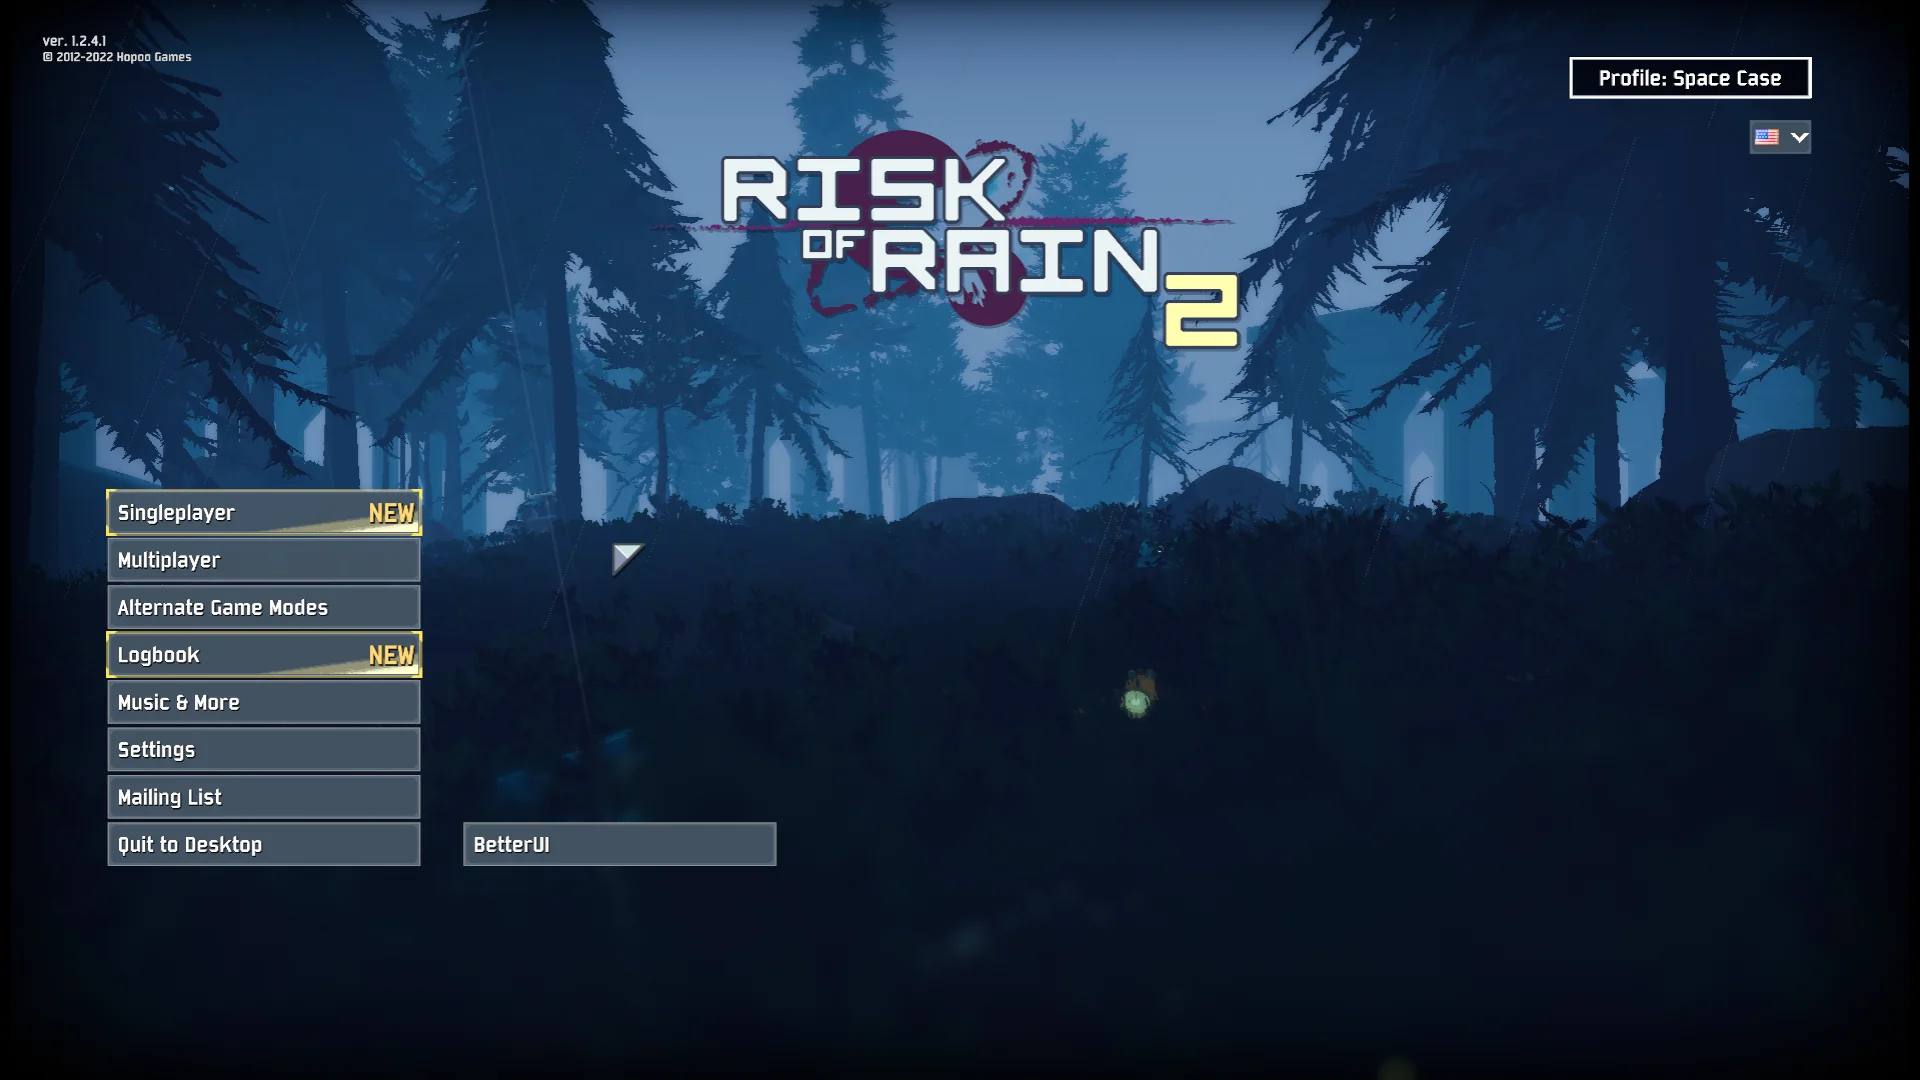 ver. 1.2.4.1
© 2012-2022 Hopoo Games
Profile: Space Case
RISK
OF RAIN 2
Singleplayer NEW
Multiplayer
Alternate Game Modes
Logbook NEW
Music & More
Settings
Mailing List
Quit to Desktop
BetterUI